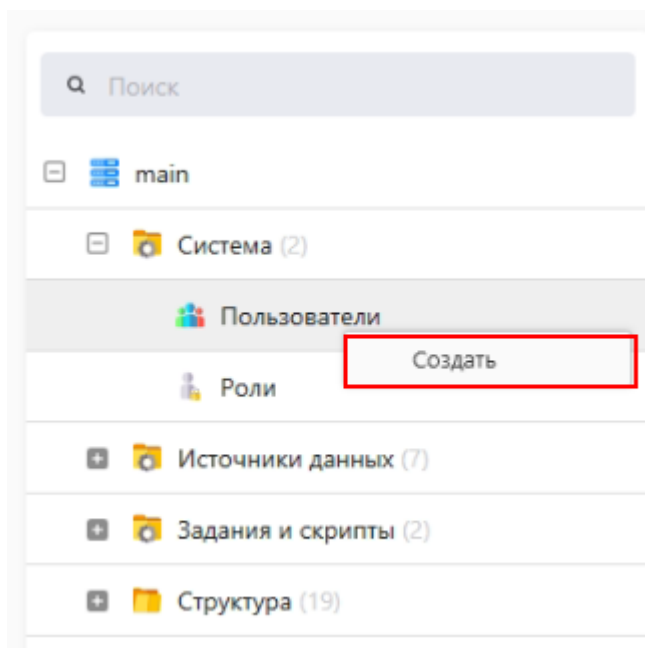 Поиск
main
Система (2)
Пользователи
Создать
Роли
Источники данных (7)
Задания и скрипты (2)
Структура (19)